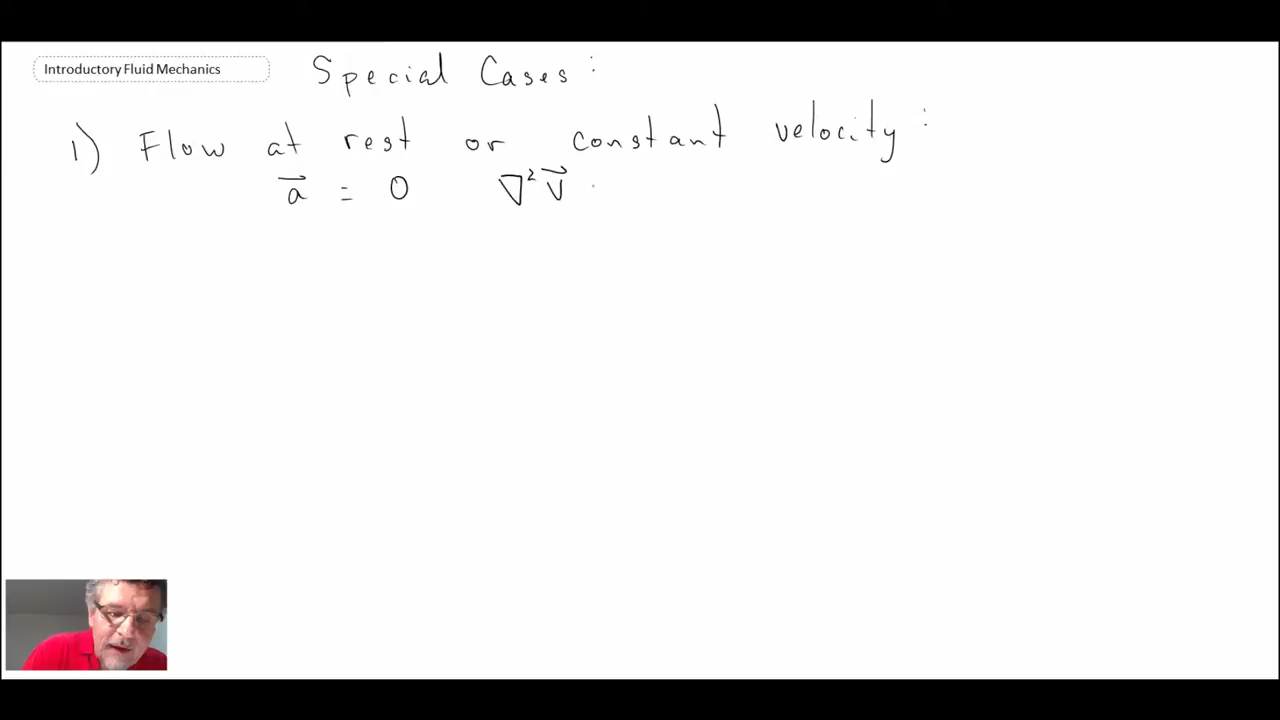 Introductory Fluid Mechanics
Special Cases:
1) Flow at rest or constant velocity:
a⃗ = 0 ∇²V⃗